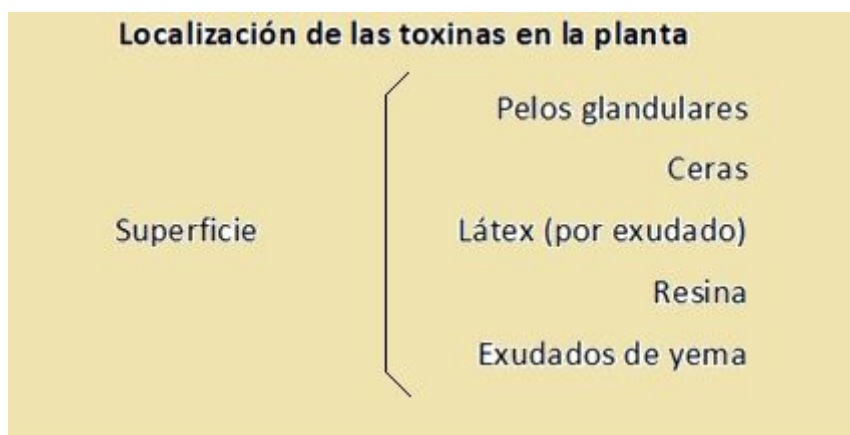 Localización de las toxinas en la planta
Pelos glandulares
Ceras
Superficie
Látex (por exudado)
Resina
Exudados de yema